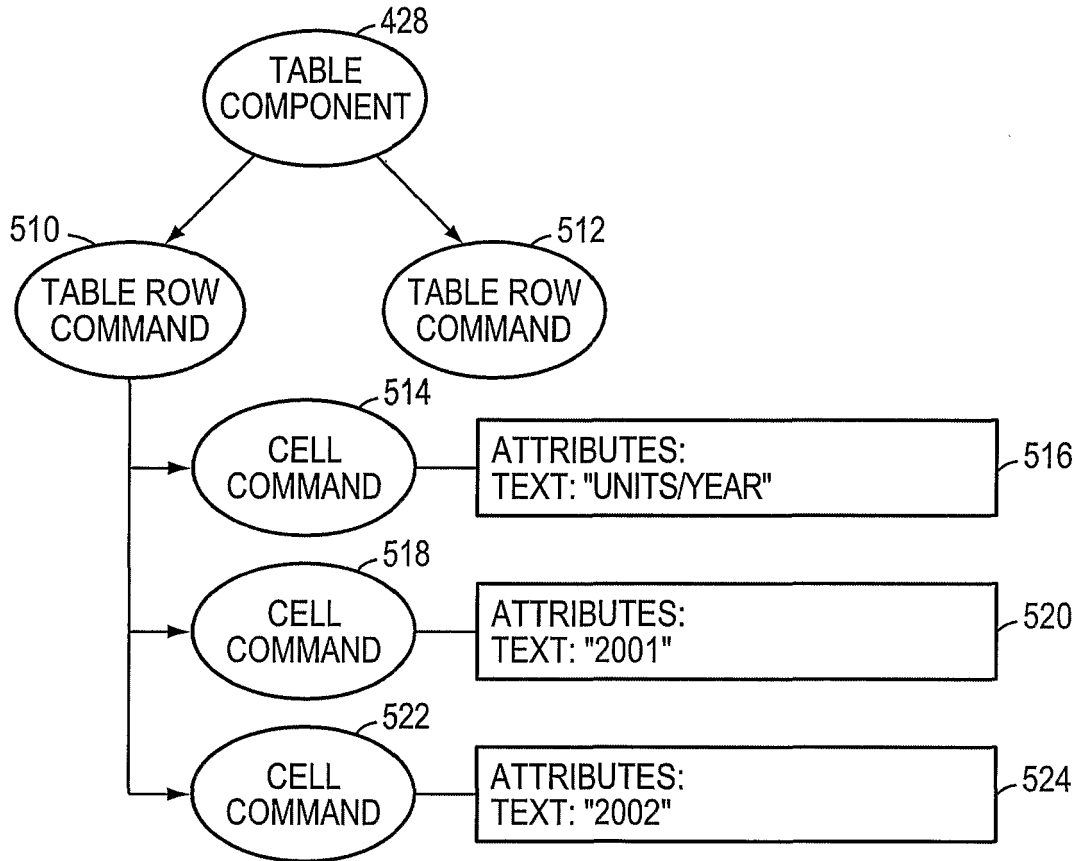 428
TABLE
COMPONENT
510
512
TABLE ROW
COMMAND
TABLE ROW
COMMAND
514
CELL
COMMAND
ATTRIBUTES:
TEXT: "UNITS/YEAR"
516
518
CELL
COMMAND
ATTRIBUTES:
TEXT: "2001"
520
522
CELL
COMMAND
ATTRIBUTES:
TEXT: "2002"
524